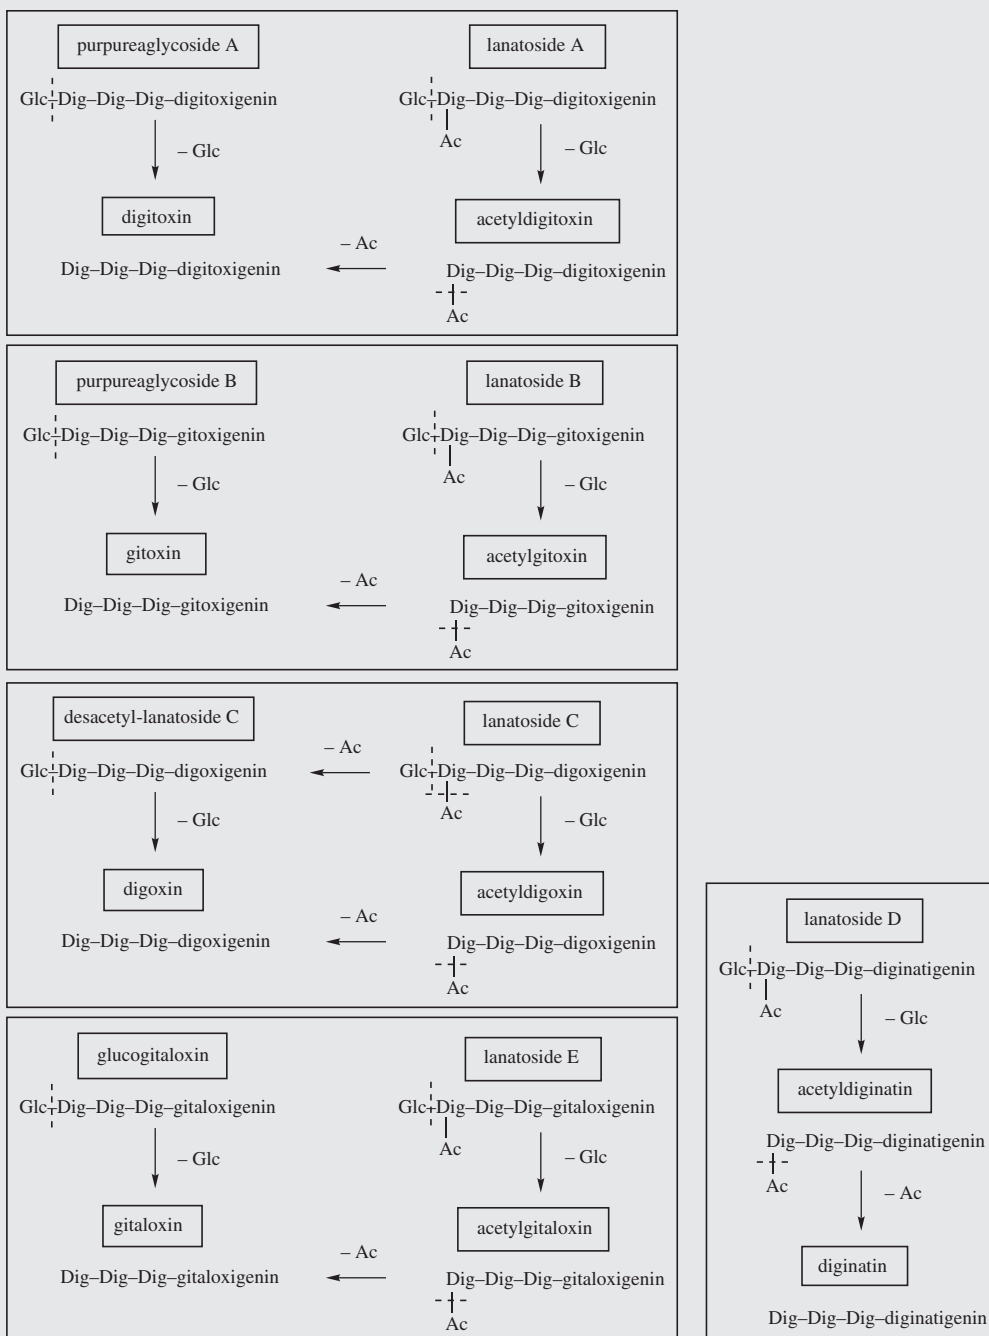 purpureaglycoside A
lanatoside A
Glc–Dig–Dig–Dig–digitoxigenin
Glc–Dig–Dig–Dig–digitoxigenin
Ac
– Glc
– Glc
digitoxin
acetyldigitoxin
– Ac
Dig–Dig–Dig–digitoxigenin
Dig–Dig–Dig–digitoxigenin
Ac
purpureaglycoside B
lanatoside B
Glc–Dig–Dig–Dig–gitoxigenin
Glc–Dig–Dig–Dig–gitoxigenin
Ac
– Glc
– Glc
gitoxin
acetylgitoxin
– Ac
Dig–Dig–Dig–gitoxigenin
Dig–Dig–Dig–gitoxigenin
Ac
desacetyl-lanatoside C
lanatoside C
– Ac
Glc–Dig–Dig–Dig–digoxigenin
Glc–Dig–Dig–Dig–digoxigenin
Ac
– Glc
– Glc
digoxin
acetyldigoxin
– Ac
Dig–Dig–Dig–digoxigenin
Dig–Dig–Dig–digoxigenin
Ac
glucogitaloxin
lanatoside E
Glc–Dig–Dig–Dig–gitaloxigenin
Glc–Dig–Dig–Dig–gitaloxigenin
Ac
– Glc
– Glc
gitaloxin
acetylgitaloxin
– Ac
Dig–Dig–Dig–gitaloxigenin
Dig–Dig–Dig–gitaloxigenin
Ac
lanatoside D
Glc–Dig–Dig–Dig–diginatigenin
Ac
– Glc
acetyldiginatin
Dig–Dig–Dig–diginatigenin
Ac
– Ac
diginatin
Dig–Dig–Dig–diginatigenin